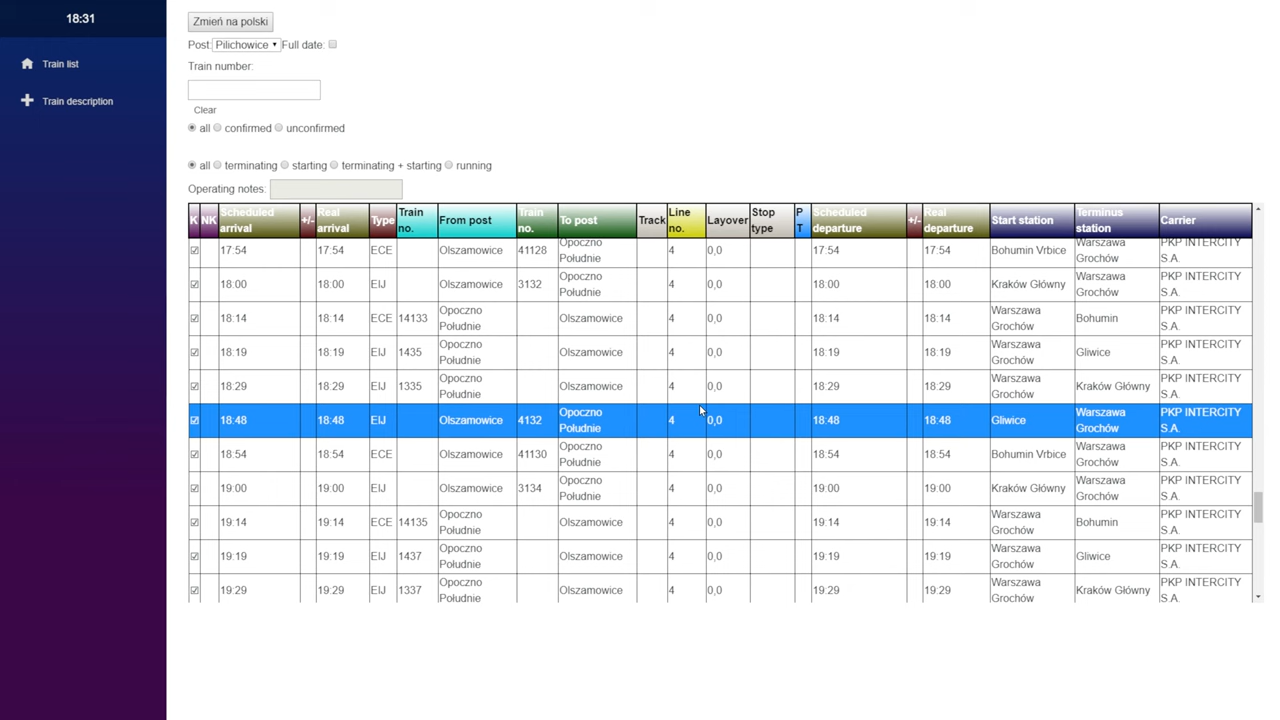 18:31
Train list
Train description
Zmień na polski
Post: Pilichowice Full date:
Train number:
Clear
all confirmed unconfirmed
all terminating starting terminating + starting running
Operating notes:
K NK Scheduled arrival +/- Real arrival Type Train no. From post Train no. To post Track Line no. Layover Stop type P T Scheduled departure +/- Real departure Start station Terminus station Carrier
17:54 17:54 ECE Olszamowice 41128 Opoczno Południe 4 0,0 17:54 17:54 Bohumin Vrbice Warszawa Grochów PKP INTERCITY S.A.
18:00 18:00 EIJ Olszamowice 3132 Opoczno Południe 4 0,0 18:00 18:00 Kraków Główny Warszawa Grochów PKP INTERCITY S.A.
18:14 18:14 ECE 14133 Opoczno Południe Olszamowice 4 0,0 18:14 18:14 Warszawa Grochów Bohumin PKP INTERCITY S.A.
18:19 18:19 EIJ 1435 Opoczno Południe Olszamowice 4 0,0 18:19 18:19 Warszawa Grochów Gliwice PKP INTERCITY S.A.
18:29 18:29 EIJ 1335 Opoczno Południe Olszamowice 4 0,0 18:29 18:29 Warszawa Grochów Kraków Główny PKP INTERCITY S.A.
18:48 18:48 EIJ Olszamowice 4132 Opoczno Południe 4 0,0 18:48 18:48 Gliwice Warszawa Grochów PKP INTERCITY S.A.
18:54 18:54 ECE Olszamowice 41130 Opoczno Południe 4 0,0 18:54 18:54 Bohumin Vrbice Warszawa Grochów PKP INTERCITY S.A.
19:00 19:00 EIJ Olszamowice 3134 Opoczno Południe 4 0,0 19:00 19:00 Kraków Główny Warszawa Grochów PKP INTERCITY S.A.
19:14 19:14 ECE 14135 Opoczno Południe Olszamowice 4 0,0 19:14 19:14 Warszawa Grochów Bohumin PKP INTERCITY S.A.
19:19 19:19 EIJ 1437 Opoczno Południe Olszamowice 4 0,0 19:19 19:19 Warszawa Grochów Gliwice PKP INTERCITY S.A.
19:29 19:29 EIJ 1337 Opoczno Południe Olszamowice 4 0,0 19:29 19:29 Warszawa Grochów Kraków Główny PKP INTERCITY S.A.